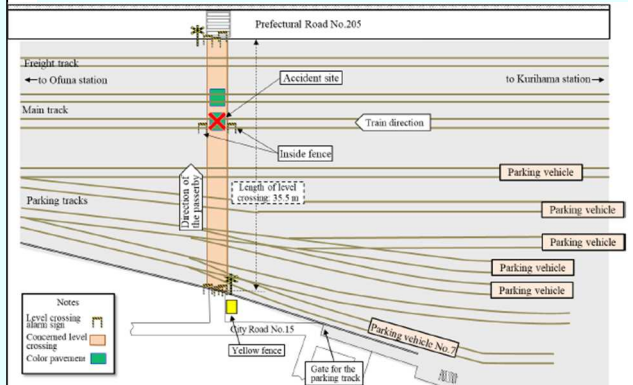 Prefectural Road No.205
Freight track
←to Ofuna station
to Kurihama station→
Accident site
Main track
Train direction
Inside fence
Parking vehicle
Direction of
the passerby
Length of level
crossing: 35.5 m
Parking tracks
Parking vehicle
Parking vehicle
Parking vehicle
Parking vehicle
Notes
Level crossing
alarm sign
Concerned level
crossing
Color pavement
City Road No.15
Yellow fence
Parking vehicle No.7
Gate for the
parking track